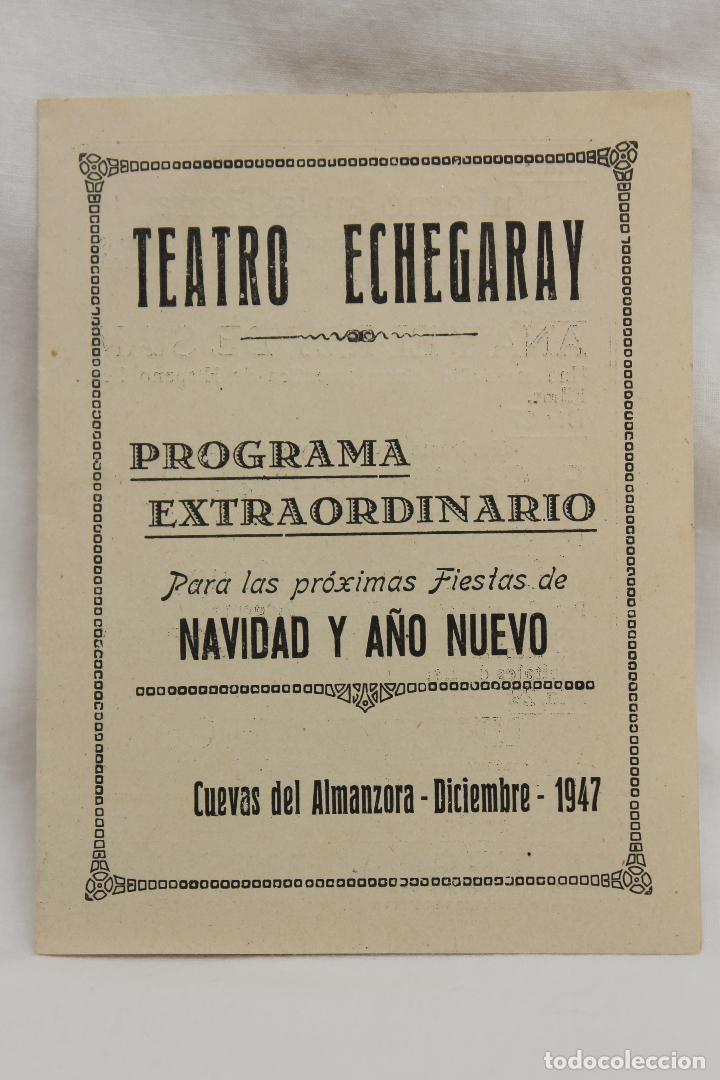 TEATRO ECHEGARAY
PROGRAMA
EXTRAORDINARIO
Para las próximas Fiestas de
NAVIDAD Y AÑO NUEVO
Cuevas del Almanzora - Diciembre - 1947
todocoleccion